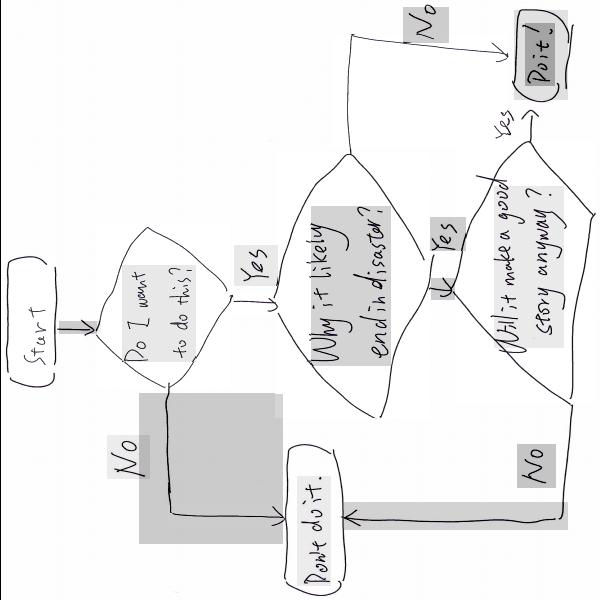 Start
Do I want
to do this?
No
Yes
Why it likely
end in disaster?
No
Yes
Will it make a good
story anyway?
Yes
No
Do it!
Don't do it.